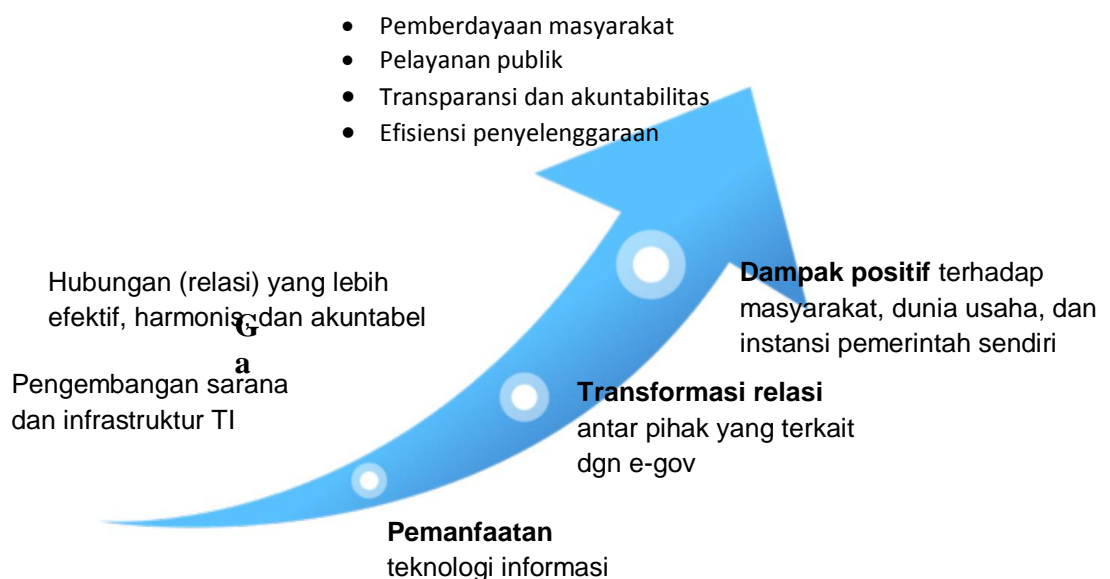 • Pemberdayaan masyarakat
• Pelayanan publik
• Transparansi dan akuntabilitas
• Efisiensi penyelenggaraan
Hubungan (relasi) yang lebih
efektif, harmonis, dan akuntabel
G
a
Pengembangan sarana
dan infrastruktur TI
Dampak positif terhadap
masyarakat, dunia usaha, dan
instansi pemerintah sendiri
Transformasi relasi
antar pihak yang terkait
dgn e-gov
Pemanfaatan
teknologi informasi